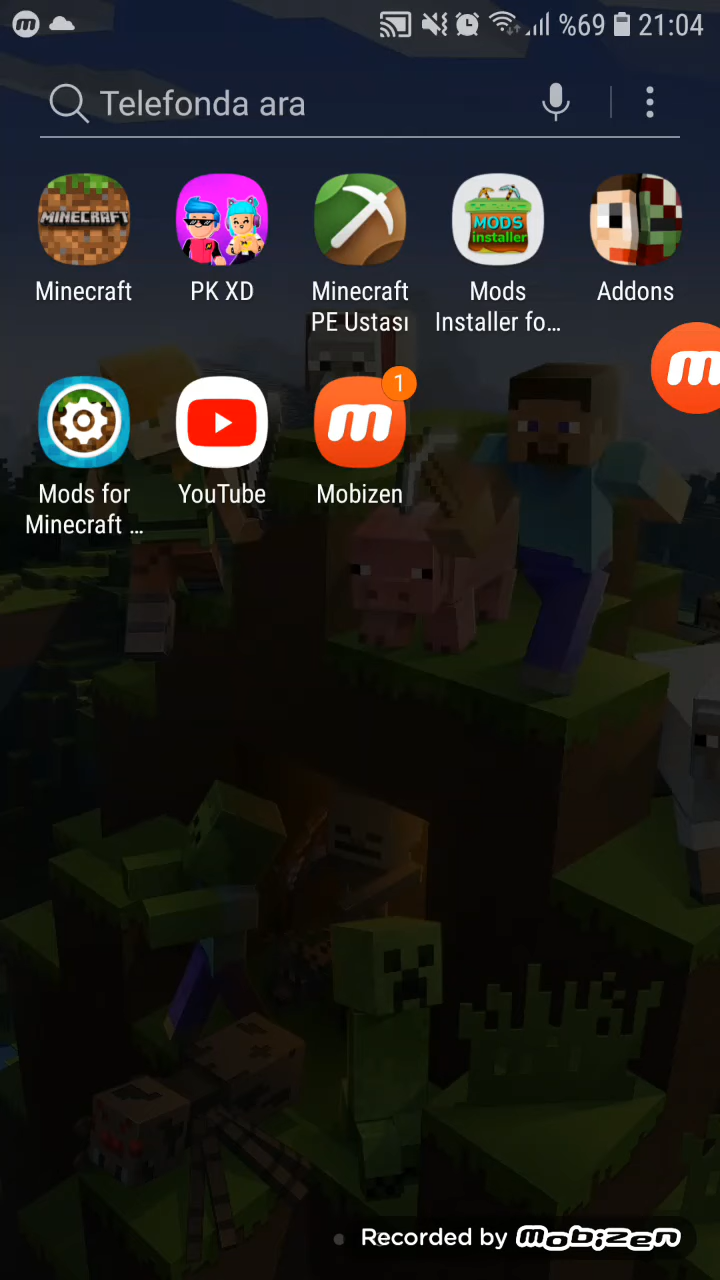 %69 21:04
Telefonda ara
MINECRAFT
MODS
installer
Minecraft
PK XD
Minecraft
PE Ustası
Mods
Installer fo...
Addons
1
Mods for
Minecraft ...
YouTube
Mobizen
Recorded by mobizen